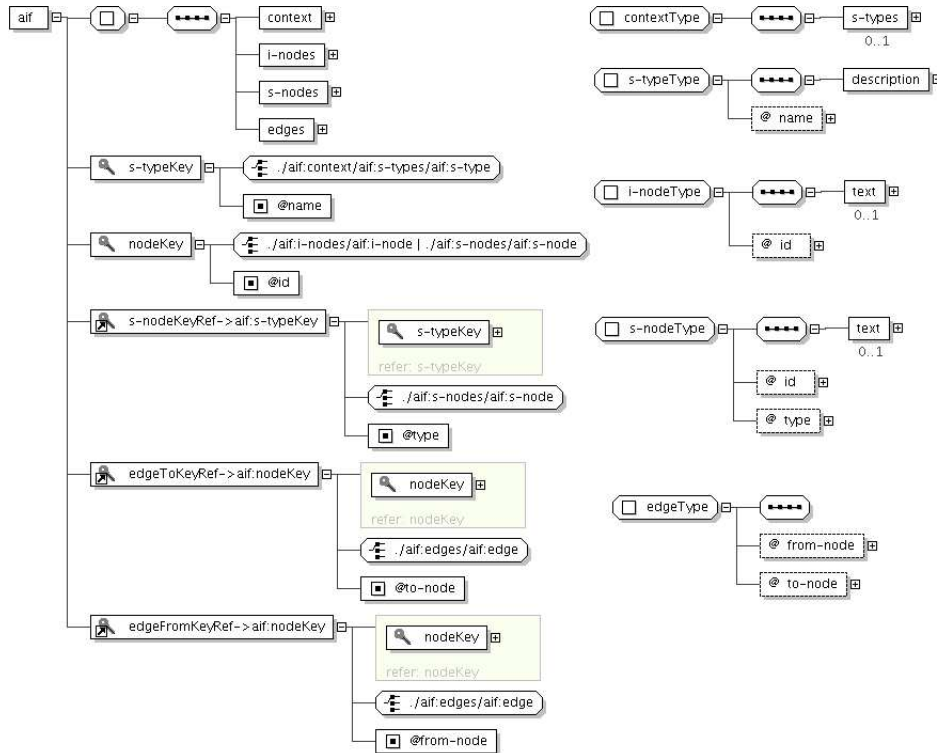 aif
context
i-nodes
s-nodes
edges
s-typeKey
./aif:context/aif:s-types/aif:s-type
@name
nodeKey
./aif:i-nodes/aif:i-node | ./aif:s-nodes/aif:s-node
@id
s-nodeKeyRef->aif:s-typeKey
s-typeKey
refer: s-typeKey
./aif:s-nodes/aif:s-node
@type
edgeToKeyRef->aif:nodeKey
nodeKey
refer: nodeKey
./aif:edges/aif:edge
@to-node
edgeFromKeyRef->aif:nodeKey
nodeKey
refer: nodeKey
./aif:edges/aif:edge
@from-node
contextType
s-types
0..1
s-typeType
description
@ name
i-nodeType
text
0..1
@ id
s-nodeType
text
0..1
@ id
@ type
edgeType
@ from-node
@ to-node